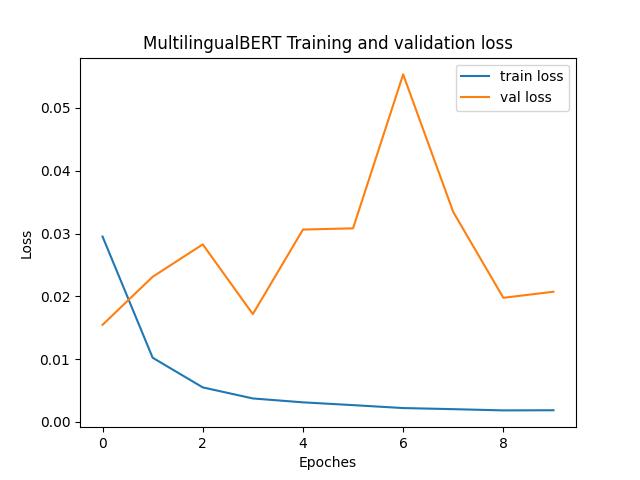 MultilingualBERT Training and validation loss
train loss
val loss
0.05
0.04
0.03
0.02
0.01
0.00
Loss
0 2 4 6 8
Epoches